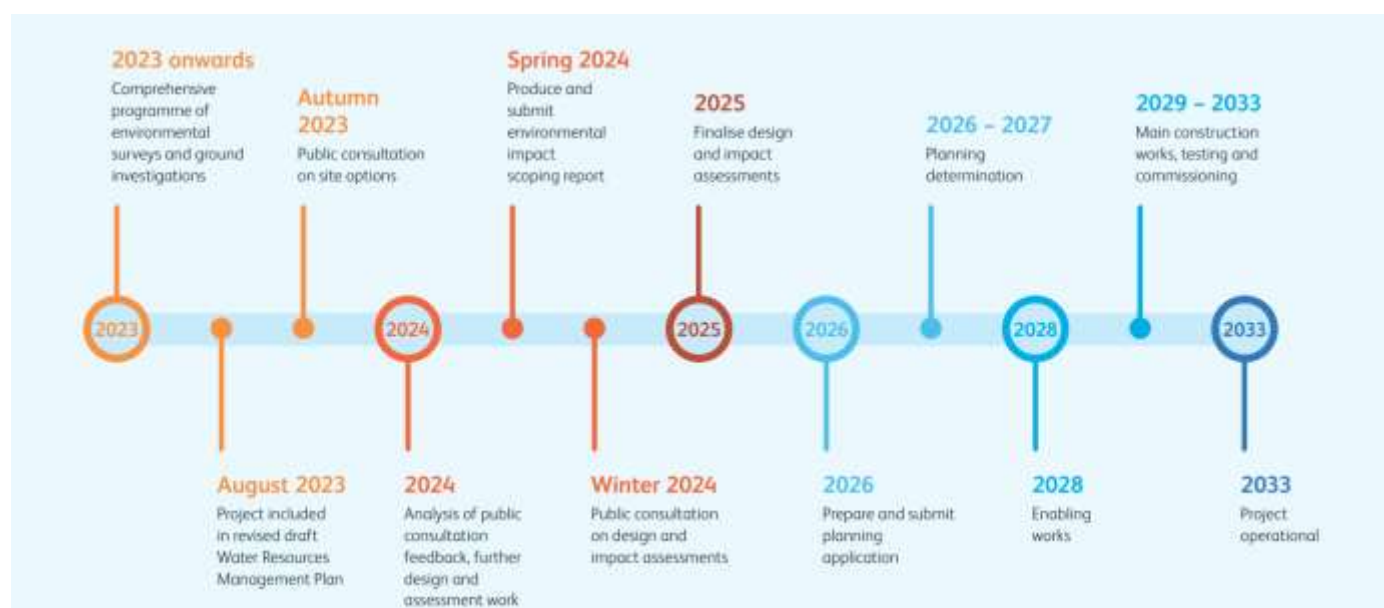 2023 onwards
Comprehensive
programme of
environmental
surveys and ground
investigations
Autumn
2023
Public consultation
on site options
Spring 2024
Produce and
submit
environmental
impact
scoping report
2025
Finalise design
and impact
assessments
2026 – 2027
Planning
determination
2029 – 2033
Main construction
works, testing and
commissioning
2023
2024
2025
2026
2028
2033
August 2023
Project included
in revised draft
Water Resources
Management Plan
2024
Analysis of public
consultation
feedback, further
design and
assessment work
Winter 2024
Public consultation
on design and
impact assessments
2026
Prepare and submit
planning
application
2028
Enabling
works
2033
Project
operational